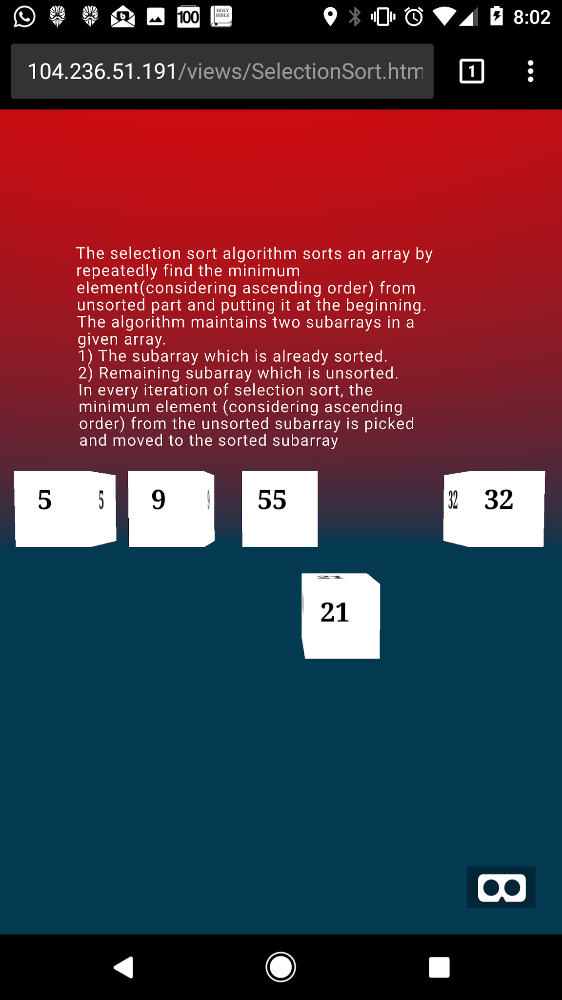 100
HOLY
BIBLE
8:02
104.236.51.191/views/SelectionSort.htm
1
The selection sort algorithm sorts an array by
repeatedly find the minimum
element(considering ascending order) from
unsorted part and putting it at the beginning.
The algorithm maintains two subarrays in a
given array.
1) The subarray which is already sorted.
2) Remaining subarray which is unsorted.
In every iteration of selection sort, the
minimum element (considering ascending
order) from the unsorted subarray is picked
and moved to the sorted subarray
5 5 9 9 55 32 32
21
21